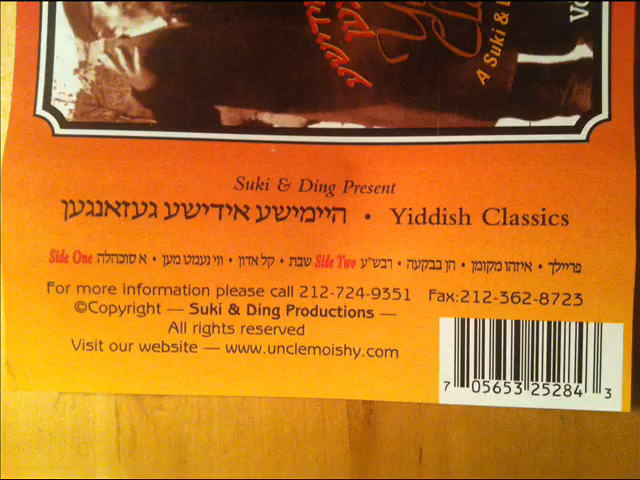 A Suki &
Suki & Ding Present
היימישע אידישע געזאנגען • Yiddish Classics
Side One א סוכהלה • ווי נעמט מען • קל אדון • שבת Side Two רבש"ע • הן בבקעה • איזהו מקומן • פריילך
For more information please call 212-724-9351 Fax:212-362-8723
©Copyright — Suki & Ding Productions —
All rights reserved
Visit our website — www.unclemoishy.com
7 05653 25284 3